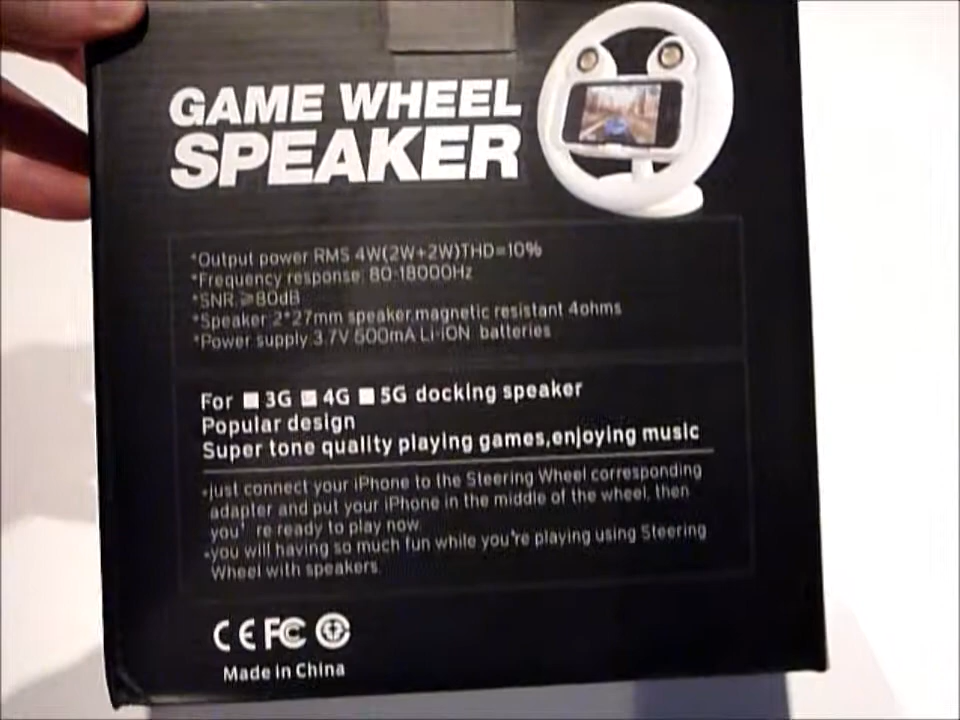 GAME WHEEL
SPEAKER
*Output power RMS 4W(2W+2W)THD=10%
*Frequency response: 80-18000Hz
*SNR ≥80dB
*Speaker:2*27mm speaker,magnetic resistant 4ohms
*Power supply:3.7V 500mA Li-iON batteries
For 3G 4G 5G docking speaker
Popular design
Super tone quality playing games,enjoying music
•Just connect your iPhone to the Steering Wheel corresponding
adapter and put your iPhone in the middle of the wheel, then
you' re ready to play now.
•you will having so much fun while you're playing using Steering
Wheel with speakers.
CE FC
Made in China